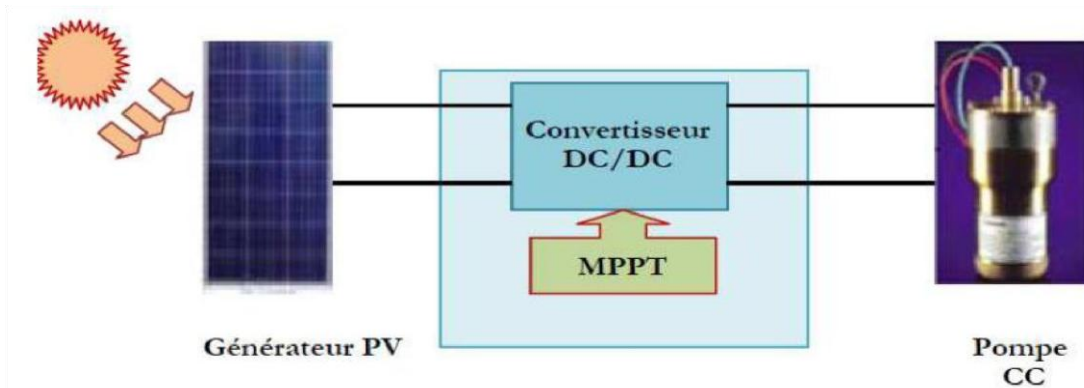 Convertisseur
DC/DC
MPPT
Générateur PV
Pompe
CC